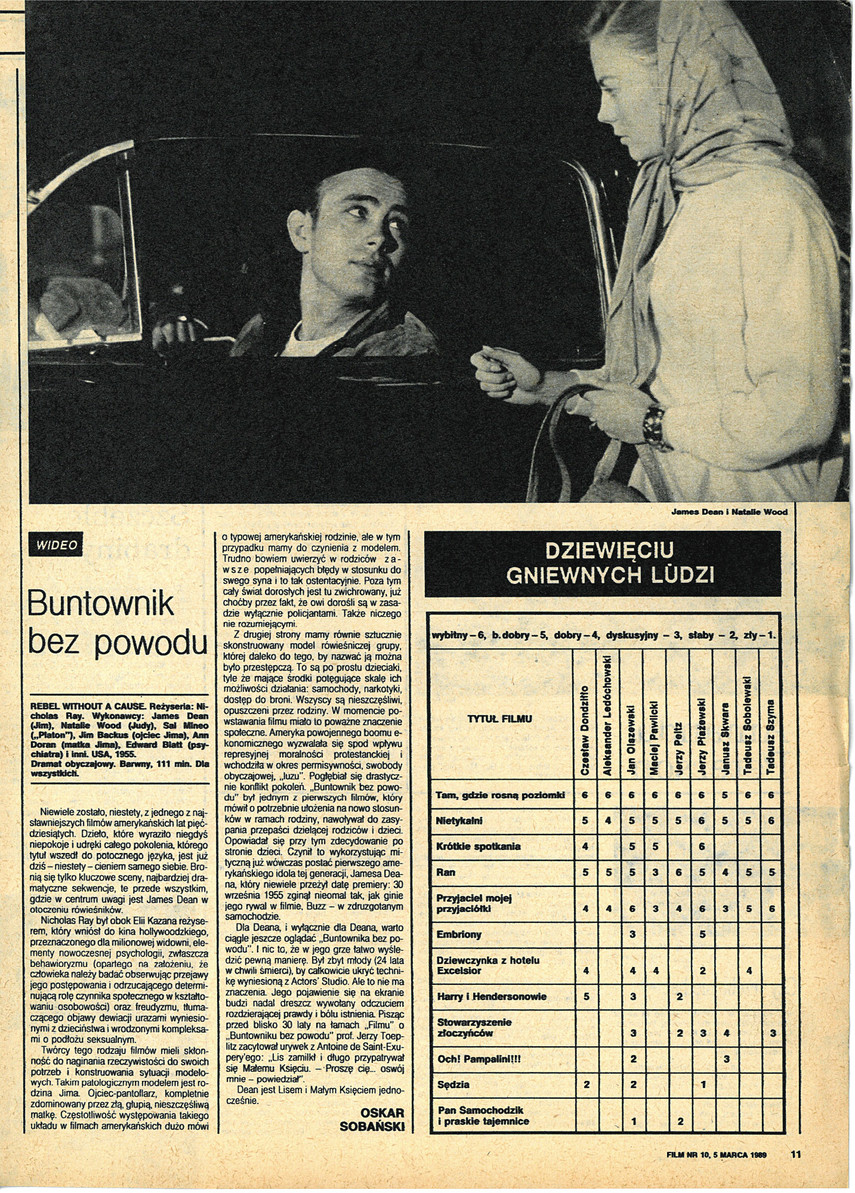 James Dean i Natalie Wood
WIDEO
Buntownik
bez powodu
REBEL WITHOUT A CAUSE. Reżyseria: Ni-
cholas Ray. Wykonawcy: James Dean
(Jim), Natalie Wood (Judy), Sal Mineo
(„Platon”), Jim Backus (ojciec Jima), Ann
Doran (matka Jima), Edward Blatt (psy-
chiatra) i inni. USA, 1955.
Dramat obyczajowy. Barwny, 111 min. Dla
wszystkich.
Niewiele zostało, niestety, z jednego z naj-
sławniejszych filmów amerykańskich lat pięć-
dziesiątych. Dzieło, które wyraziło niegdyś
niepokoje i udręki całego pokolenia, którego
tytuł wszedł do potocznego języka, jest już
dziś – niestety – cieniem samego siebie. Bro-
nią się tylko kluczowe sceny, najbardziej dra-
matyczne sekwencje, te przede wszystkim,
gdzie w centrum uwagi jest James Dean w
otoczeniu rówieśników.
Nicholas Ray był obok Elii Kazana reżyse-
rem, który wniósł do kina hollywoodzkiego,
przeznaczonego dla milionowej widowni, ele-
menty nowoczesnej psychologii, zwłaszcza
behawioryzmu (opartego na założeniu, że
człowieka należy badać obserwując przejawy
jego postępowania i odrzucającego determi-
nującą rolę czynnika społecznego w kształto-
waniu osobowości) oraz freudyzmu, tłuma-
czącego objawy dewiacji urazami wyniesio-
nymi z dzieciństwa i wrodzonymi kompleksa-
mi o podłożu seksualnym.
Twórcy tego rodzaju filmów mieli skłon-
ność do naginania rzeczywistości do swoich
potrzeb i konstruowania sytuacji modelo-
wych. Takim patologicznym modelem jest ro-
dzina Jima. Ojciec-pantoflarz, kompletnie
zdominowany przez złą, głupią, nieszczęśliwą
matkę. Częstotliwość występowania takiego
układu w filmach amerykańskich dużo mówi
o typowej amerykańskiej rodzinie, ale w tym
przypadku mamy do czynienia z modelem.
Trudno bowiem uwierzyć w rodziców z a -
w s z e popełniających błędy w stosunku do
swego syna i to tak ostentacyjnie. Poza tym
cały świat dorosłych jest tu zwichrowany, już
choćby przez fakt, że owi dorośli są w zasa-
dzie wyłącznie policjantami. Także niczego
nie rozumiejącymi.
Z drugiej strony mamy równie sztucznie
skonstruowany model rówieśniczej grupy,
której daleko do tego, by nazwać ją można
było przestępczą. To są po prostu dzieciaki,
tyle że mające środki potęgujące skalę ich
możliwości działania: samochody, narkotyki,
dostęp do broni. Wszyscy są nieszczęśliwi,
opuszczeni przez rodziny. W momencie po-
wstawania filmu miało to poważne znaczenie
społeczne. Ameryka powojennego boomu e-
konomicznego wyzwalała się spod wpływu
represyjnej moralności protestanckiej i
wchodziła w okres permisywności, swobody
obyczajowej, „luzu”. Pogłębiał się drastycz-
nie konflikt pokoleń. „Buntownik bez powo-
du” był jednym z pierwszych filmów, który
mówił o potrzebnie ułożenia na nowo stosun-
ków w ramach rodziny, nawoływał do zasy-
pania przepaści dzielącej rodziców i dzieci.
Opowiadał się przy tym zdecydowanie po
stronie dzieci. Czynił to wykorzystując mi-
tyczną już wówczas postać pierwszego ame-
rykańskiego idola tej generacji, Jamesa Dea-
na, który niewiele przeżył datę premiery: 30
września 1955 zginął nieomal tak, jak ginie
jego rywal w filmie, Buzz – w zdruzgotanym
samochodzie.
Dla Deana, i wyłącznie dla Deana, warto
ciągle jeszcze oglądać „Buntownika bez po-
wodu”. I nic to, że w jego grze łatwo wyśle-
dzić pewną manierę. Był zbyt młody (24 lata
w chwili śmierci), by całkowicie ukryć techni-
kę wyniesioną z Actors' Studio. Ale to nie ma
znaczenia. Jego pojawienie się na ekranie
budzi nadal dreszcz wywołany odczuciem
rozdzierającej prawdy i bólu istnienia. Pisząc
przed blisko 30 laty na łamach „Filmu” o
„Buntowniku bez powodu” prof. Jerzy Toep-
litz zacytował urywek z Antoine de Saint-Exu-
pery'ego: „Lis zamilkł i długo przypatrywał
się Małemu Księciu. – Proszę cię... oswój
mnie – powiedział”.
Dean jest Lisem i Małym Księciem jedno-
cześnie.
OSKAR
SOBAŃSKI
DZIEWIĘCIU
GNIEWNYCH LUDZI
wybitny – 6, b.dobry – 5, dobry – 4, dyskusyjny – 3, słaby – 2, zły – 1.
TYTUŁ FILMU Czesław Dondziłło Aleksander Ledóchowski Jan Olszewski Maciej Pawlicki Jerzy Peltz Jerzy Płażewski Janusz Skwara Tadeusz Sobolewski Tadeusz Szyma
Tam, gdzie rosną poziomki 6 6 6 6 6 6 5 6 6
Nietykalni 5 4 5 5 5 6 5 5 6
Krótkie spotkania 4 5 5 6
Ran 5 5 5 3 6 5 4 5 5
Przyjaciel mojej
przyjaciółki 4 4 6 3 4 6 3 5 6
Embriony 3 5
Dziewczynka z hotelu
Excelsior 4 4 4 2 4
Harry i Hendersonowie 5 3 2
Stowarzyszenie
złoczyńców 3 2 3 4 3
Och! Pampalini!!! 2 3
Sędzia 2 2 1
Pan Samochodzik
i praskie tajemnice 1 2
FILM NR 10, 5 MARCA 1989 11